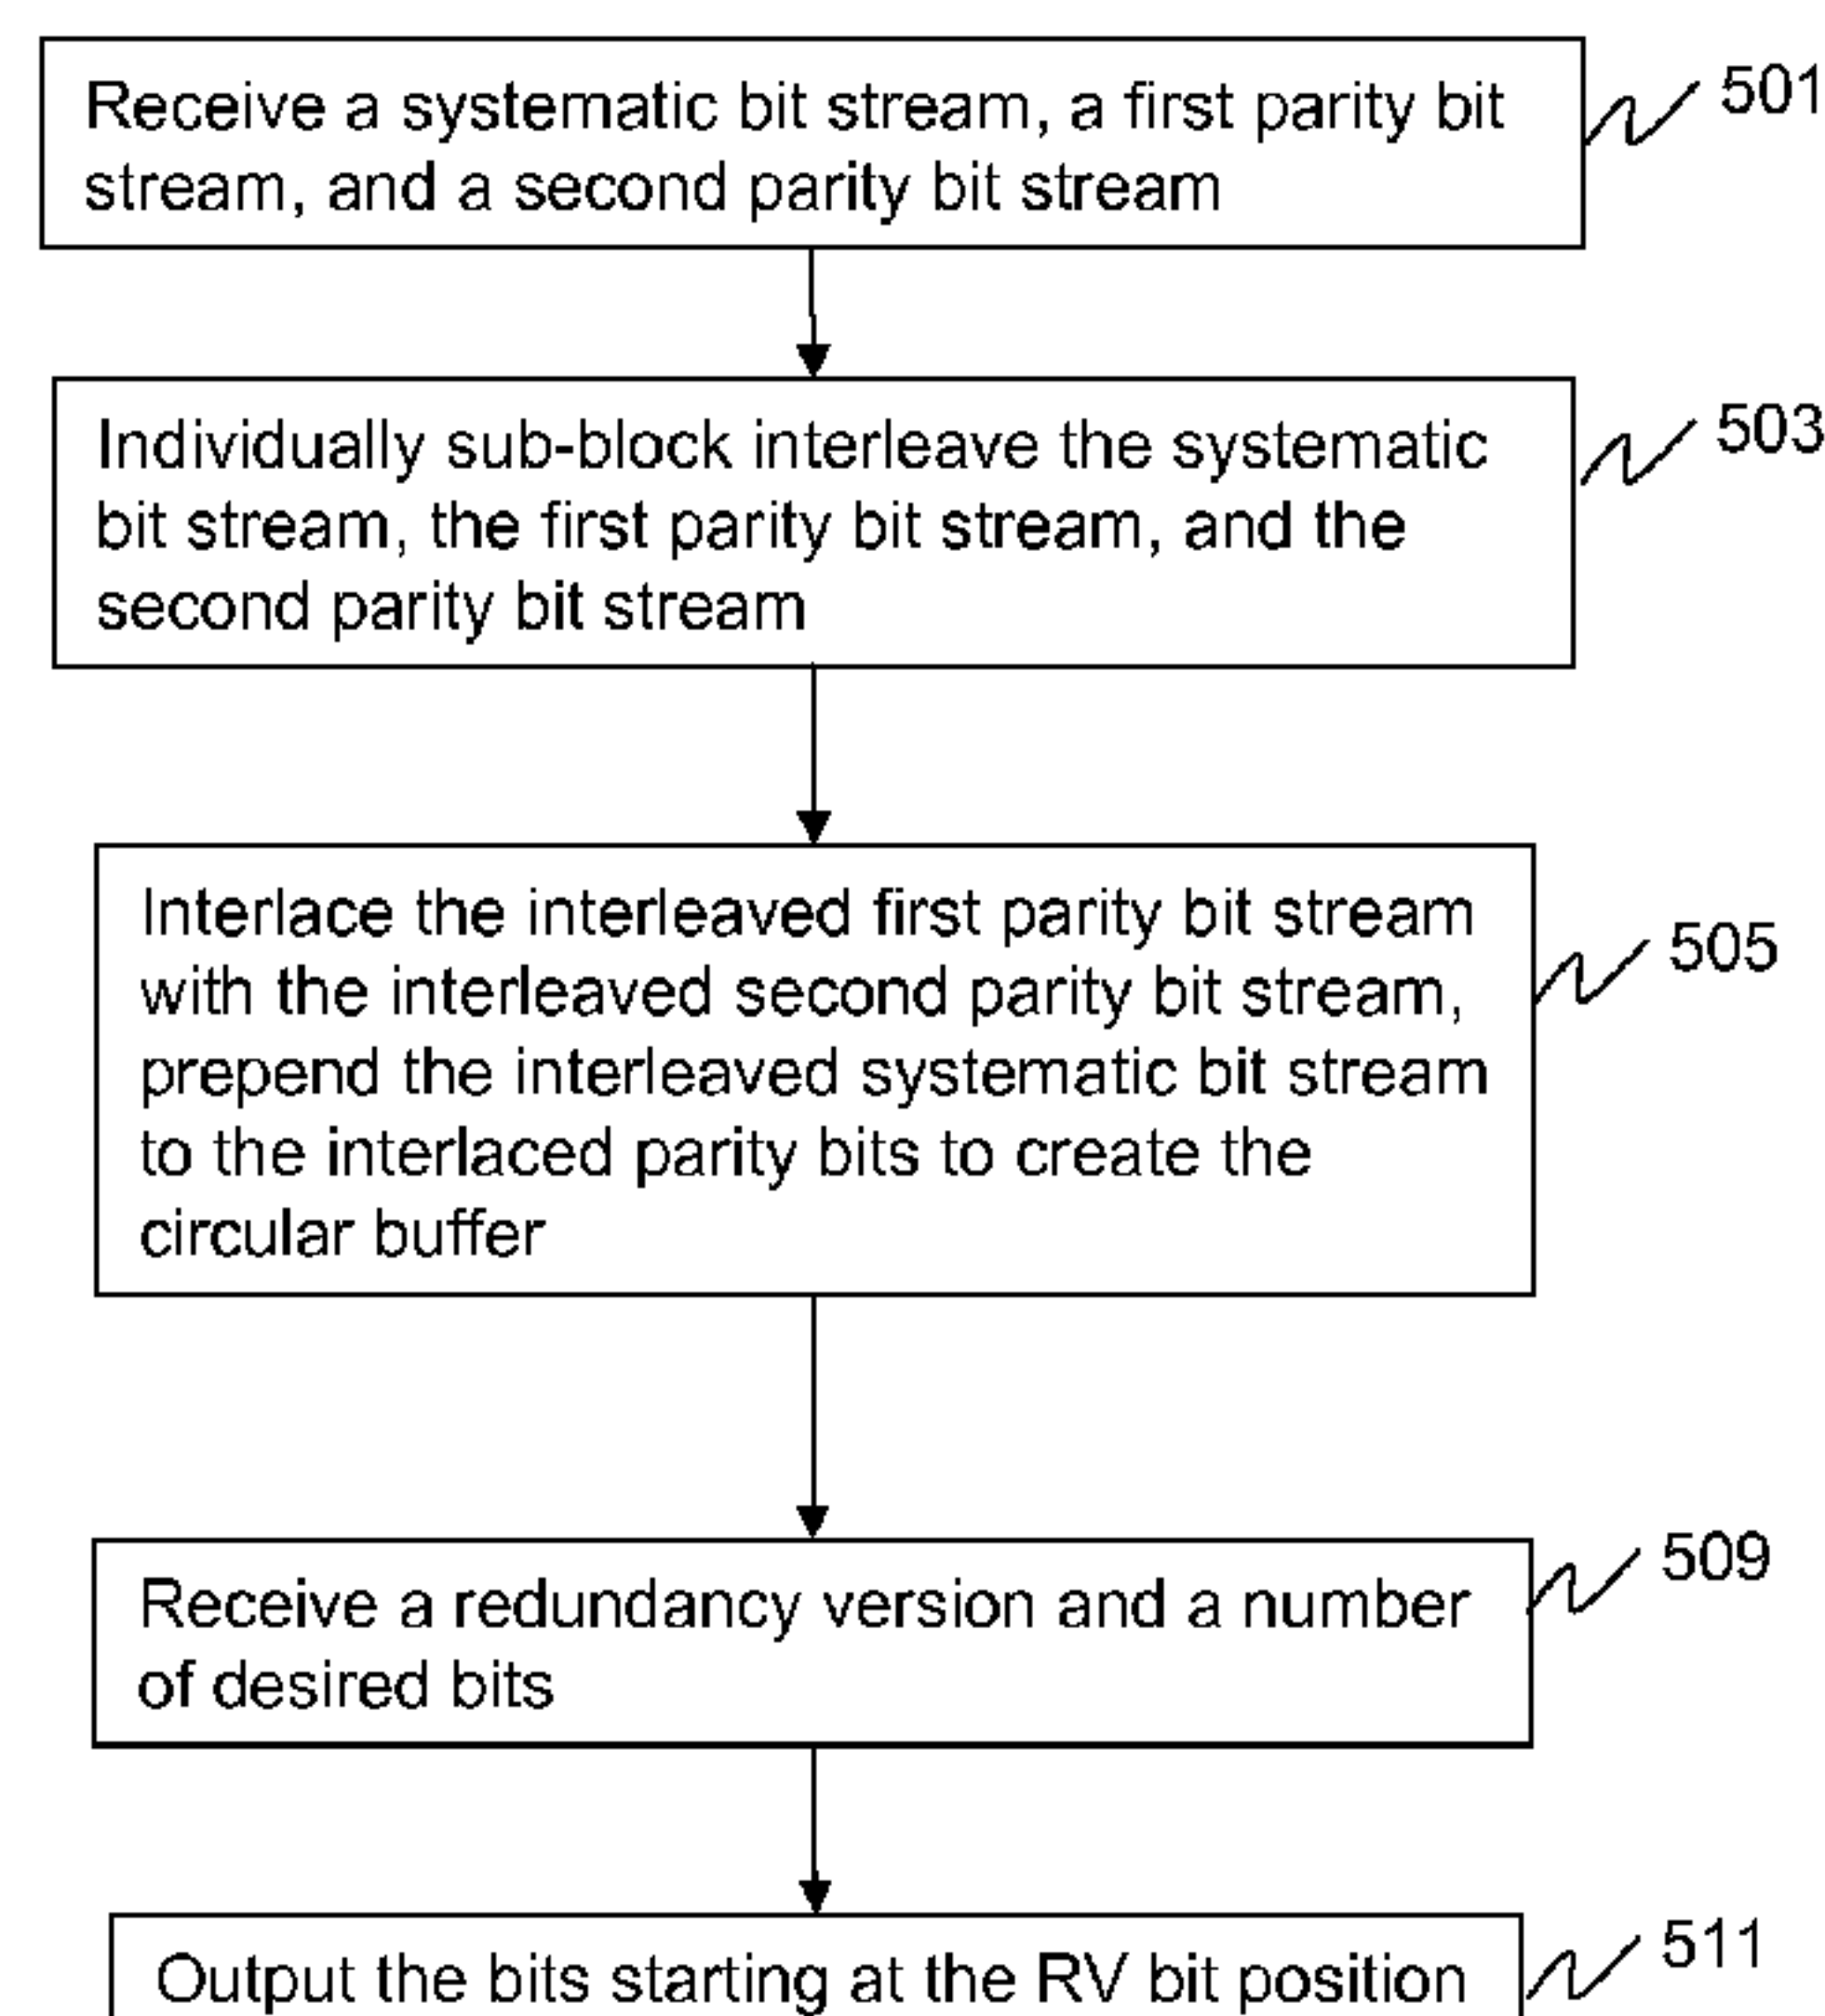 Receive a systematic bit stream, a first parity bit
stream, and a second parity bit stream
501
Individually sub-block interleave the systematic
bit stream, the first parity bit stream, and the
second parity bit stream
503
Interlace the interleaved first parity bit stream
with the interleaved second parity bit stream,
prepend the interleaved systematic bit stream
to the interlaced parity bits to create the
circular buffer
505
Receive a redundancy version and a number
of desired bits
509
Output the bits starting at the RV bit position
511